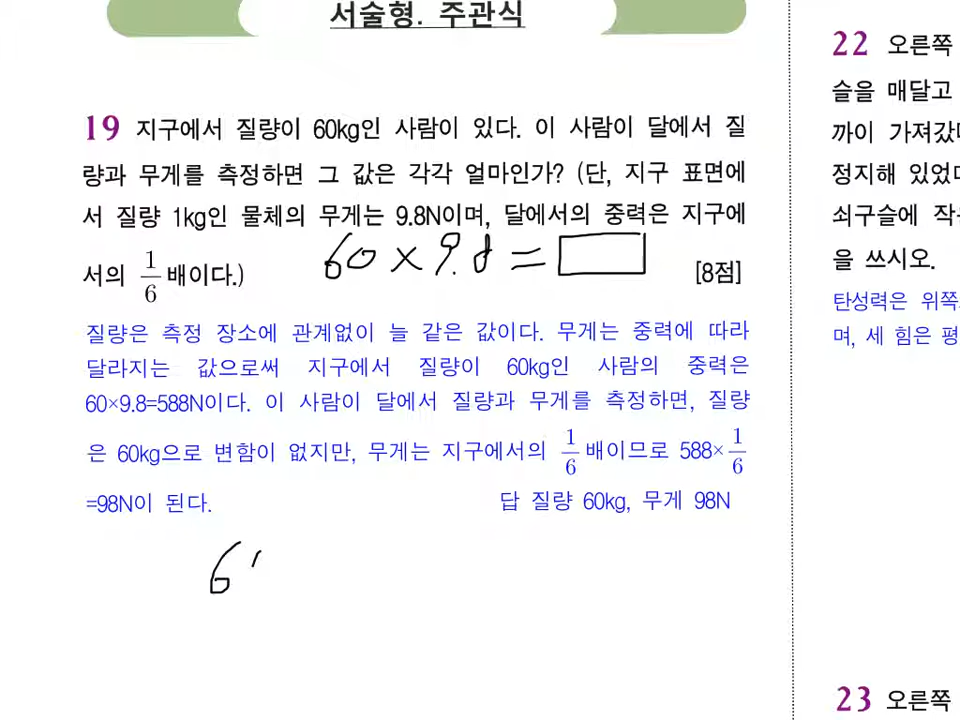 서술형. 주관식
19 지구에서 질량이 60kg인 사람이 있다. 이 사람이 달에서 질
량과 무게를 측정하면 그 값은 각각 얼마인가? (단, 지구 표면에
서 질량 1kg인 물체의 무게는 9.8N이며, 달에서의 중력은 지구에
서의 1/6 배이다.) [8점]
60 × 9.8 =
질량은 측정 장소에 관계없이 늘 같은 값이다. 무게는 중력에 따라
달라지는 값으로써 지구에서 질량이 60kg인 사람의 중력은
60×9.8=588N이다. 이 사람이 달에서 질량과 무게를 측정하면, 질량
은 60kg으로 변함이 없지만, 무게는 지구에서의 1/6 배이므로 588× 1/6
=98N이 된다. 답 질량 60kg, 무게 98N
6
22 오른쪽
슬을 매달고
까이 가져갔
정지해 있었
쇠구슬에 작
을 쓰시오.
탄성력은 위쪽
며, 세 힘은 평
23 오른쪽